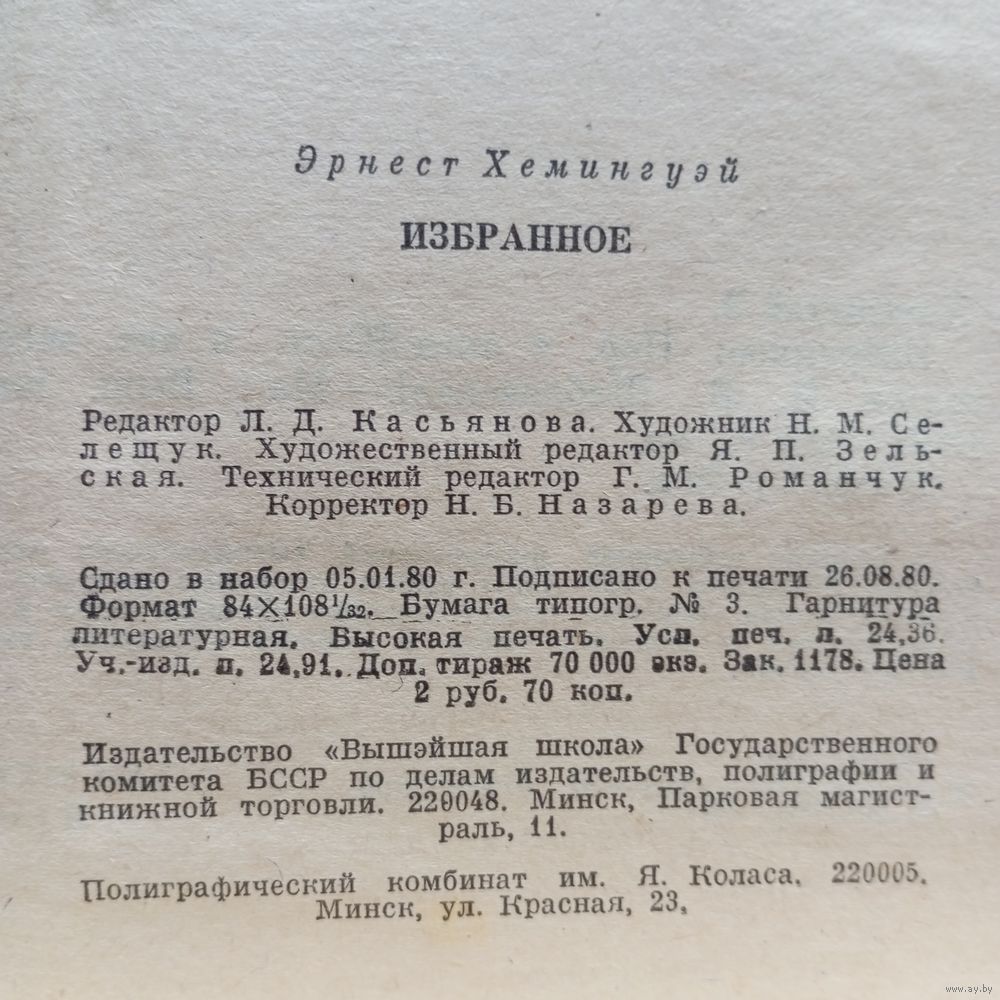 Эрнест Хемингуэй
ИЗБРАННОЕ
Редактор Л. Д. Касьянова. Художник Н. М. Се-
лещук. Художественный редактор Я. П. Зель-
ская. Технический редактор Г. М. Романчук.
Корректор Н. Б. Назарева.
Сдано в набор 05.01.80 г. Подписано к печати 26.08.80.
Формат 84×108¹/₃₂. Бумага типогр. № 3. Гарнитура
литературная. Высокая печать. Усл. печ. л. 24,36.
Уч.-изд. л. 24,91. Доп. тираж 70 000 экз. Зак. 1178. Цена
2 руб. 70 коп.
Издательство «Вышэйшая школа» Государственного
комитета БССР по делам издательств, полиграфии и
книжной торговли. 220048. Минск, Парковая магист-
раль, 11.
Полиграфический комбинат им. Я. Коласа. 220005.
Минск, ул. Красная, 23.
www.ay.by